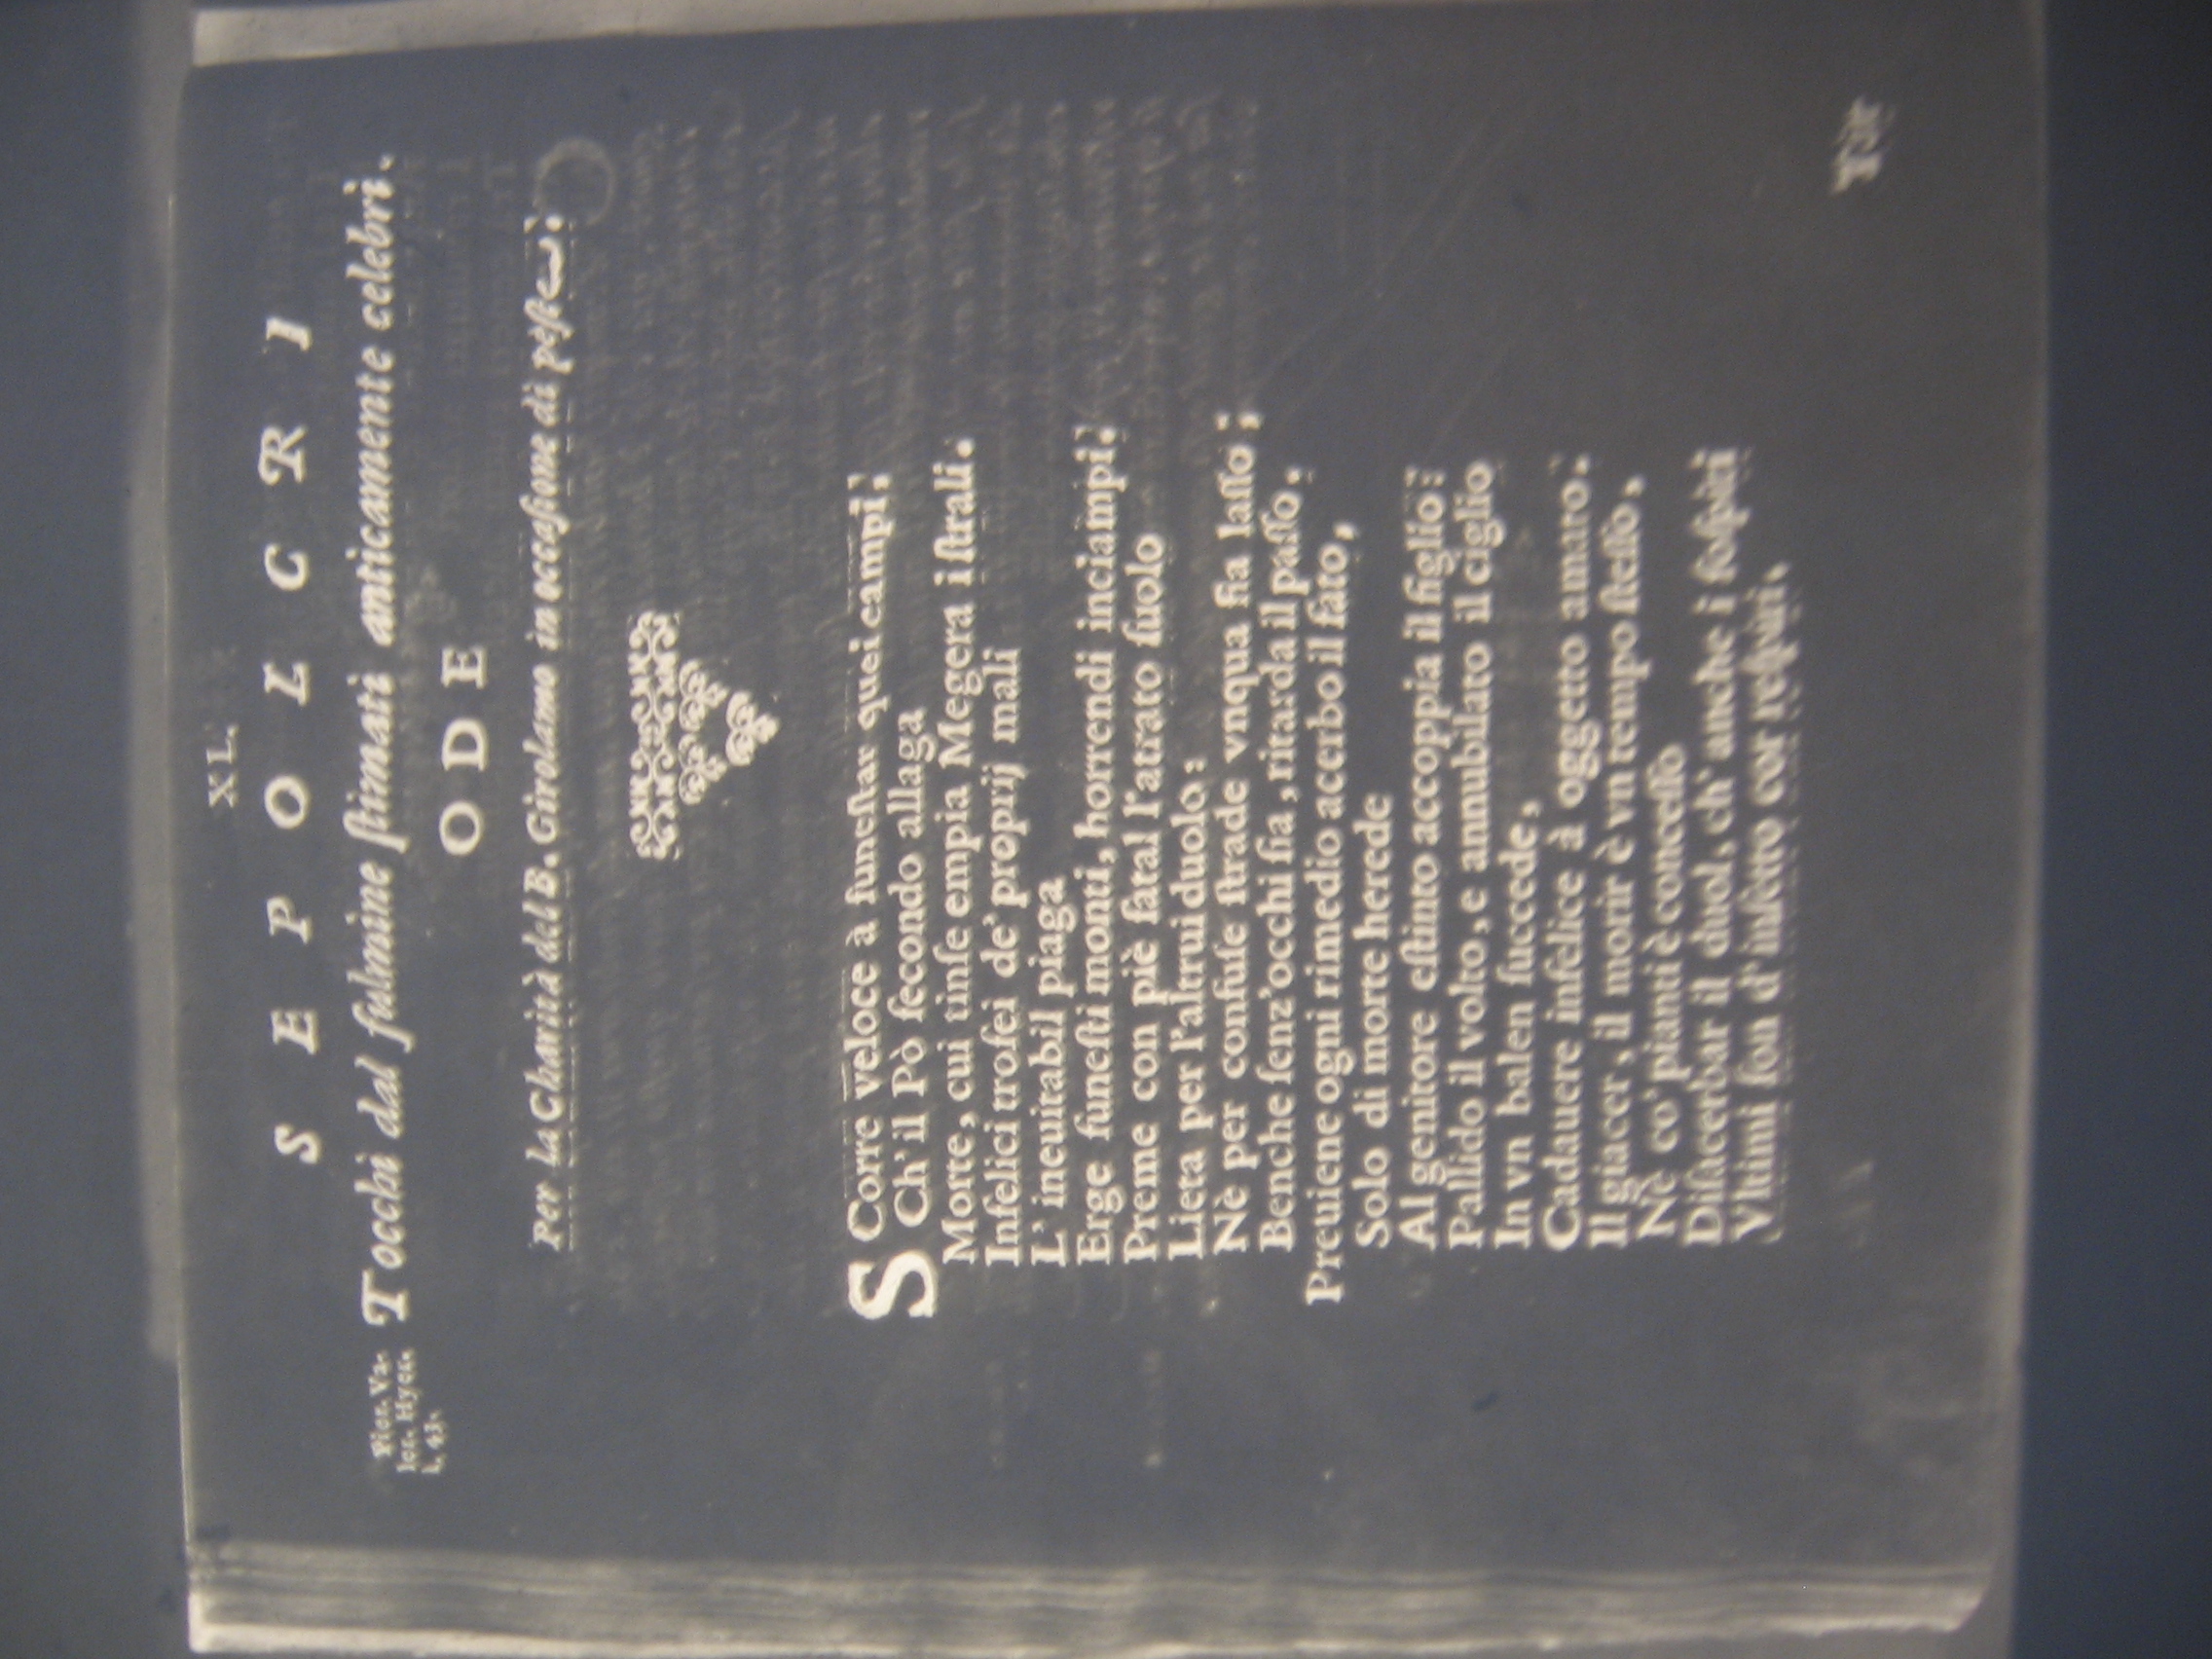 XL.
S E P O L C R I
Pier. Va-
ler. Hyer.
l. 43.
Tocchi dal fulmine ſtimati anticamente celebri.
O D E
Per la Charità del B. Girolamo in occaſione di peſte.
SCorre veloce à funeſtar quei campi,
Ch'il Pò fecondo allaga
Morte, cui tinſe empia Megera i ſtrali.
Infelici trofei de' proprij mali
L' ineuitabil piaga
Erge funeſti monti, horrendi inciampi.
Preme con piè fatal l'atrato ſuolo
Lieta per l'altrui duolo:
Nè per confuſe ſtrade vnqua fia laſſo;
Benche ſenz'occhi ſia, ritarda il paſſo.
Preuiene ogni rimedio accerbo il fato,
Solo di morte herede
Al genitore eſtinto accoppia il figlio:
Pallido il volto, e annubilato il ciglio
In vn balen ſuccede,
Cadauere infelice à oggetto amaro.
Il giacer, il morir è vn tempo ſteſſo,
Nè co' pianti è conceſſo
Diſacerbar il duol, ch' anche i ſoſpiri
Vltimi ſon d' infetto cor reſpiri.